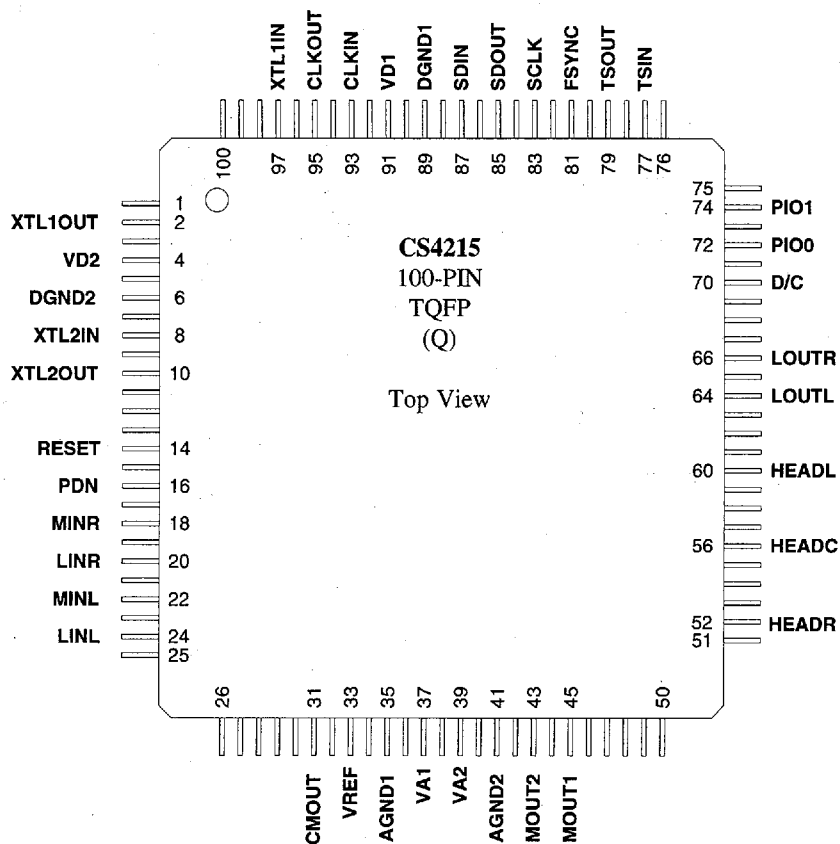 XTL1IN
CLKOUT
CLKIN
VD1
DGND1
SDIN
SDOUT
SCLK
FSYNC
TSOUT
TSIN
100
97
95
93
91
89
87
85
83
81
79
77
76
1
XTL1OUT 2
VD2 4
DGND2 6
XTL2IN 8
XTL2OUT 10
RESET 14
PDN 16
MINR 18
LINR 20
MINL 22
LINL 24
25
CS4215
100-PIN
TQFP
(Q)
Top View
75
74 PIO1
72 PIO0
70 D/C
66 LOUTR
64 LOUTL
60 HEADL
56 HEADC
52 HEADR
51
26
31
33
35
37
39
41
43
45
50
CMOUT
VREF
AGND1
VA1
VA2
AGND2
MOUT2
MOUT1